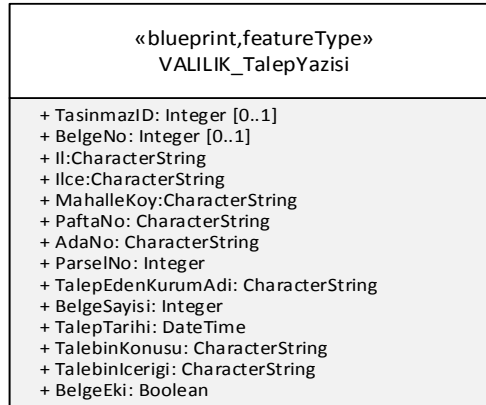 «blueprint,featureType»
VALILIK_TalepYazisi
+ TasinmazID: Integer [0..1]
+ BelgeNo: Integer [0..1]
+ Il:CharacterString
+ Ilce:CharacterString
+ MahalleKoy:CharacterString
+ PaftaNo: CharacterString
+ AdaNo: CharacterString
+ ParselNo: Integer
+ TalepEdenKurumAdi: CharacterString
+ BelgeSayisi: Integer
+ TalepTarihi: DateTime
+ TalebinKonusu: CharacterString
+ TalebinIcerigi: CharacterString
+ BelgeEki: Boolean